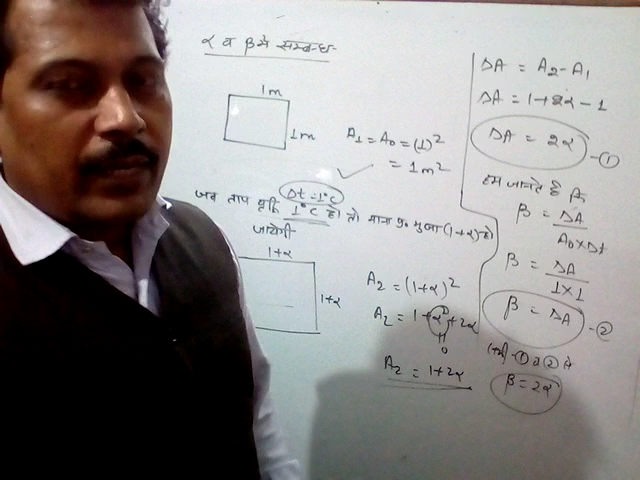 α व β में सम्बन्ध-
1m
1m
A₁ = A₀ = (1)²
= 1m²
जब ताप वृद्धि Δt = 1°C
1°C हो तो माना प्र० भुजा (1+α) हो
जायेगी-
1+α
1+α
A₂ = (1+α)²
A₂ = 1+α²+2α
0
A₂ = 1+2α
ΔA = A₂-A₁
ΔA = 1+2α-1
ΔA = 2α -①
हम जानते है कि
β = ΔA
A₀×Δt
β = ΔA
1×1
β = ΔA -②
समी-① व ② से
β = 2α